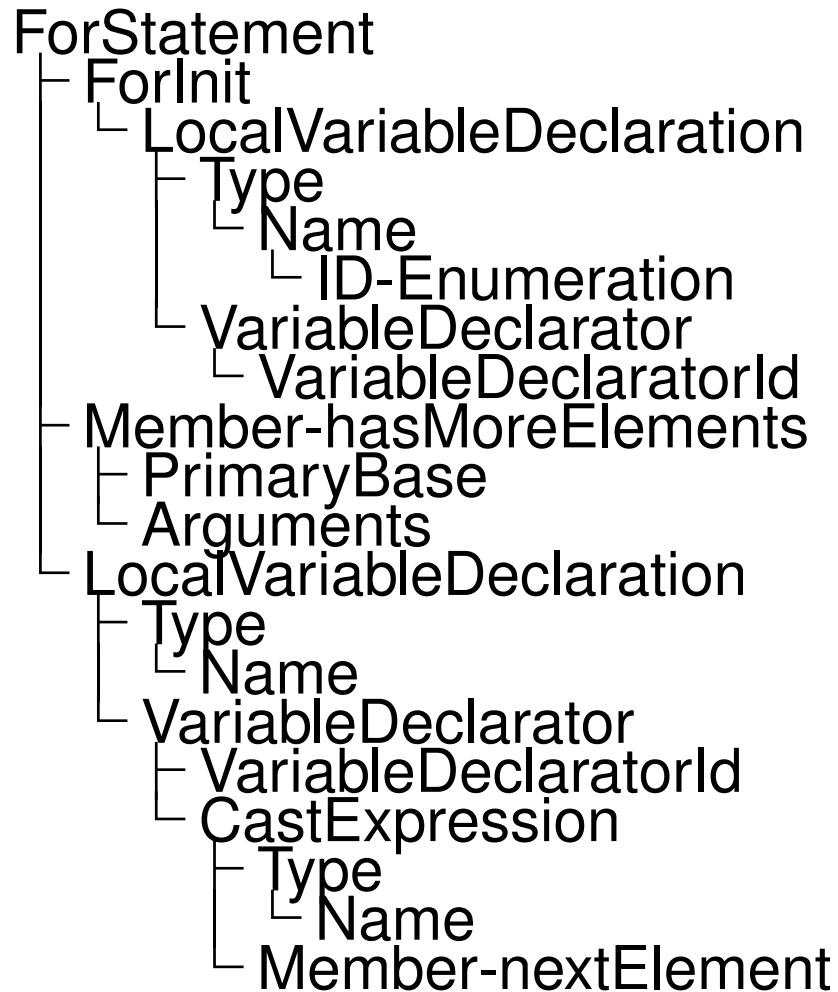 ForStatement
ForInit
LocalVariableDeclaration
Type
Name
ID-Enumeration
VariableDeclarator
VariableDeclaratorId
Member-hasMoreElements
PrimaryBase
Arguments
LocalVariableDeclaration
Type
Name
VariableDeclarator
VariableDeclaratorId
CastExpression
Type
Name
Member-nextElement